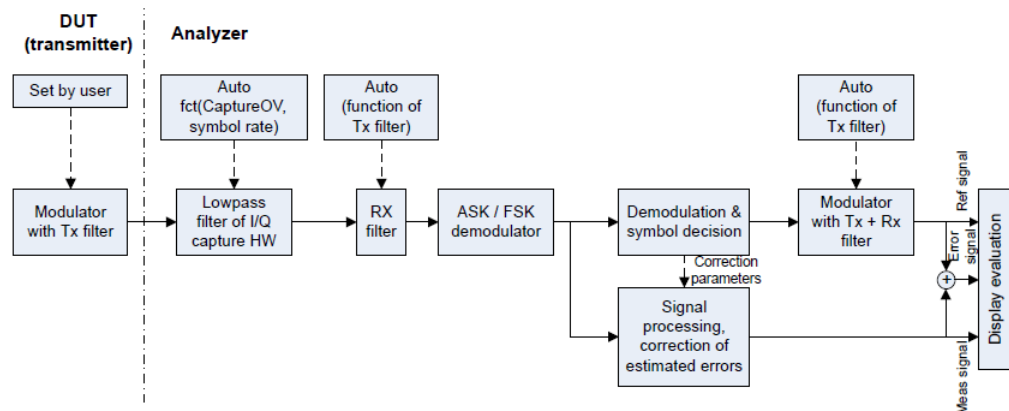 DUT
(transmitter)
Analyzer
Set by user
Auto
fct(CaptureOV,
symbol rate)
Auto
(function of
Tx filter)
Auto
(function of
Tx filter)
Modulator
with Tx filter
Lowpass
filter of I/Q
capture HW
RX
filter
ASK / FSK
demodulator
Demodulation &
symbol decision
Modulator
with Tx + Rx
filter
Ref signal
Error
signal
+
Correction
parameters
Signal
processing,
correction of
estimated errors
Meas signal
Display evaluation